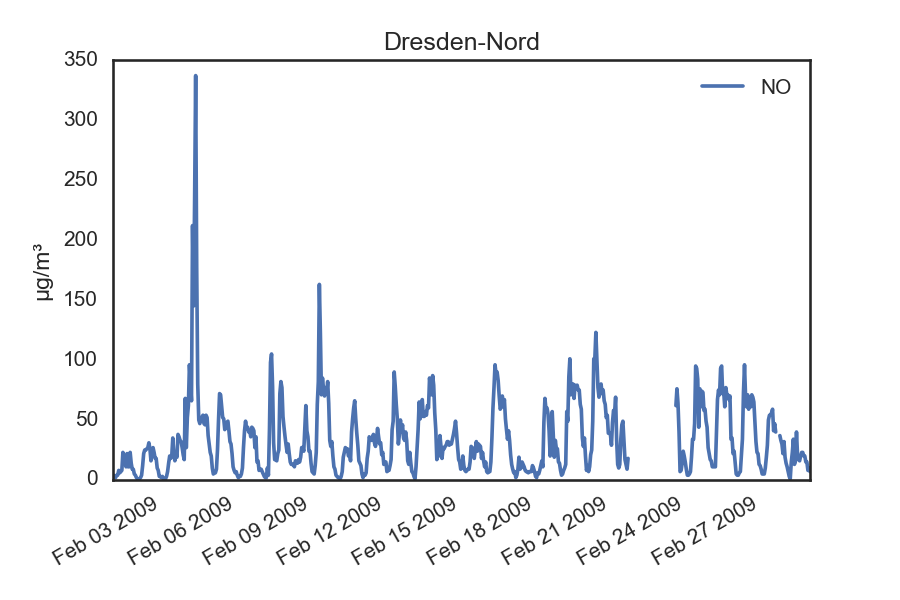 Dresden-Nord
350
300
250
200
150
100
50
0
µg/m³
NO
Feb 03 2009
Feb 06 2009
Feb 09 2009
Feb 12 2009
Feb 15 2009
Feb 18 2009
Feb 21 2009
Feb 24 2009
Feb 27 2009